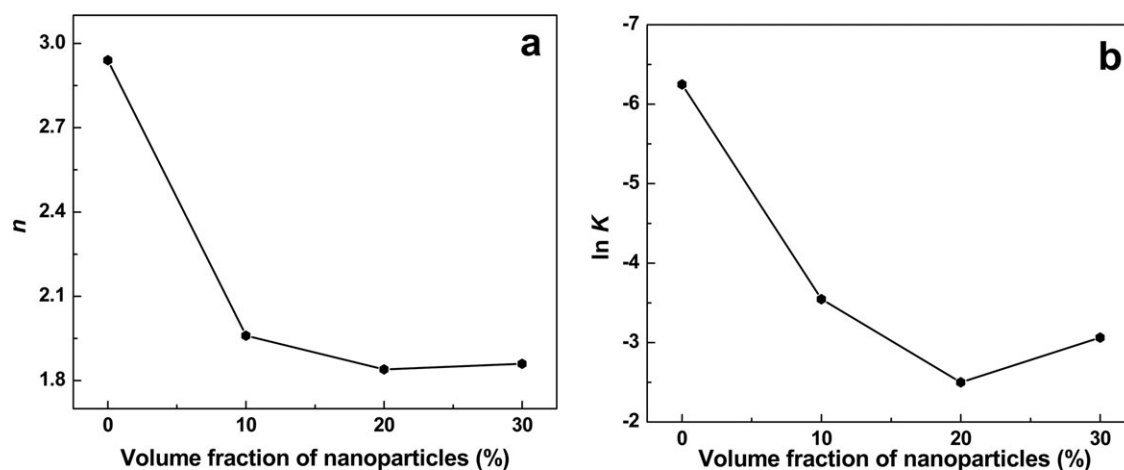 a
3.0
2.7
2.4
2.1
1.8
n
0 10 20 30
Volume fraction of nanoparticles (%)
b
-7
-6
-5
-4
-3
-2
ln K
0 10 20 30
Volume fraction of nanoparticles (%)